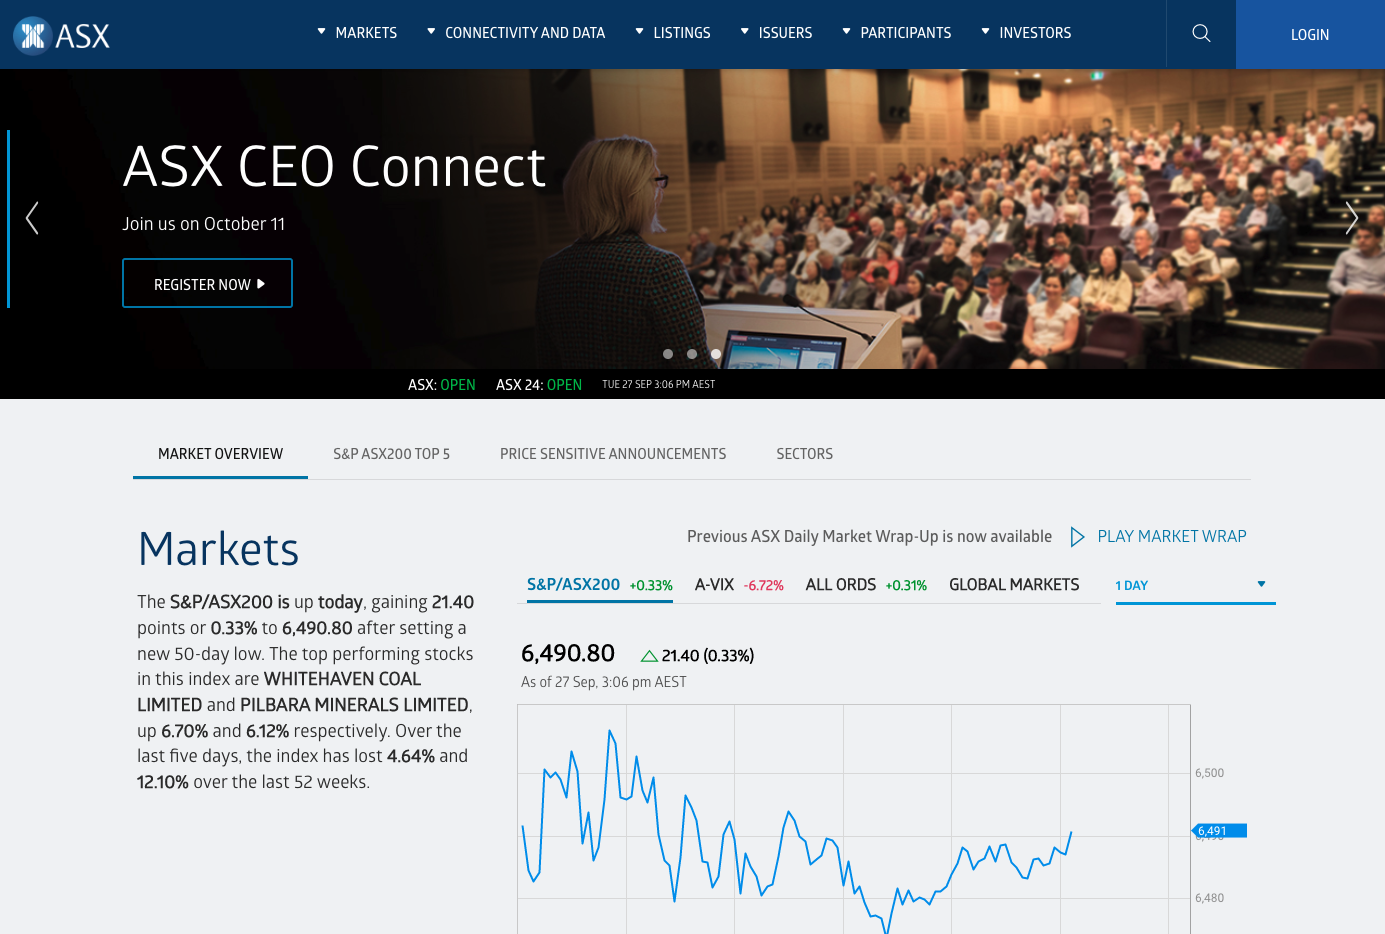 ASX
MARKETS
CONNECTIVITY AND DATA
LISTINGS
ISSUERS
PARTICIPANTS
INVESTORS
LOGIN
ASX CEO Connect
Join us on October 11
REGISTER NOW
ASX: OPEN ASX 24: OPEN TUE 27 SEP 3:06 PM AEST
MARKET OVERVIEW
S&P ASX200 TOP 5
PRICE SENSITIVE ANNOUNCEMENTS
SECTORS
Markets
The S&P/ASX200 is up today, gaining 21.40
points or 0.33% to 6,490.80 after setting a
new 50-day low. The top performing stocks
in this index are WHITEHAVEN COAL
LIMITED and PILBARA MINERALS LIMITED,
up 6.70% and 6.12% respectively. Over the
last five days, the index has lost 4.64% and
12.10% over the last 52 weeks.
Previous ASX Daily Market Wrap-Up is now available
PLAY MARKET WRAP
S&P/ASX200 +0.33%
A-VIX -6.72%
ALL ORDS +0.31%
GLOBAL MARKETS
1 DAY
6,490.80
21.40 (0.33%)
As of 27 Sep, 3:06 pm AEST
6,500
6,491
6,480